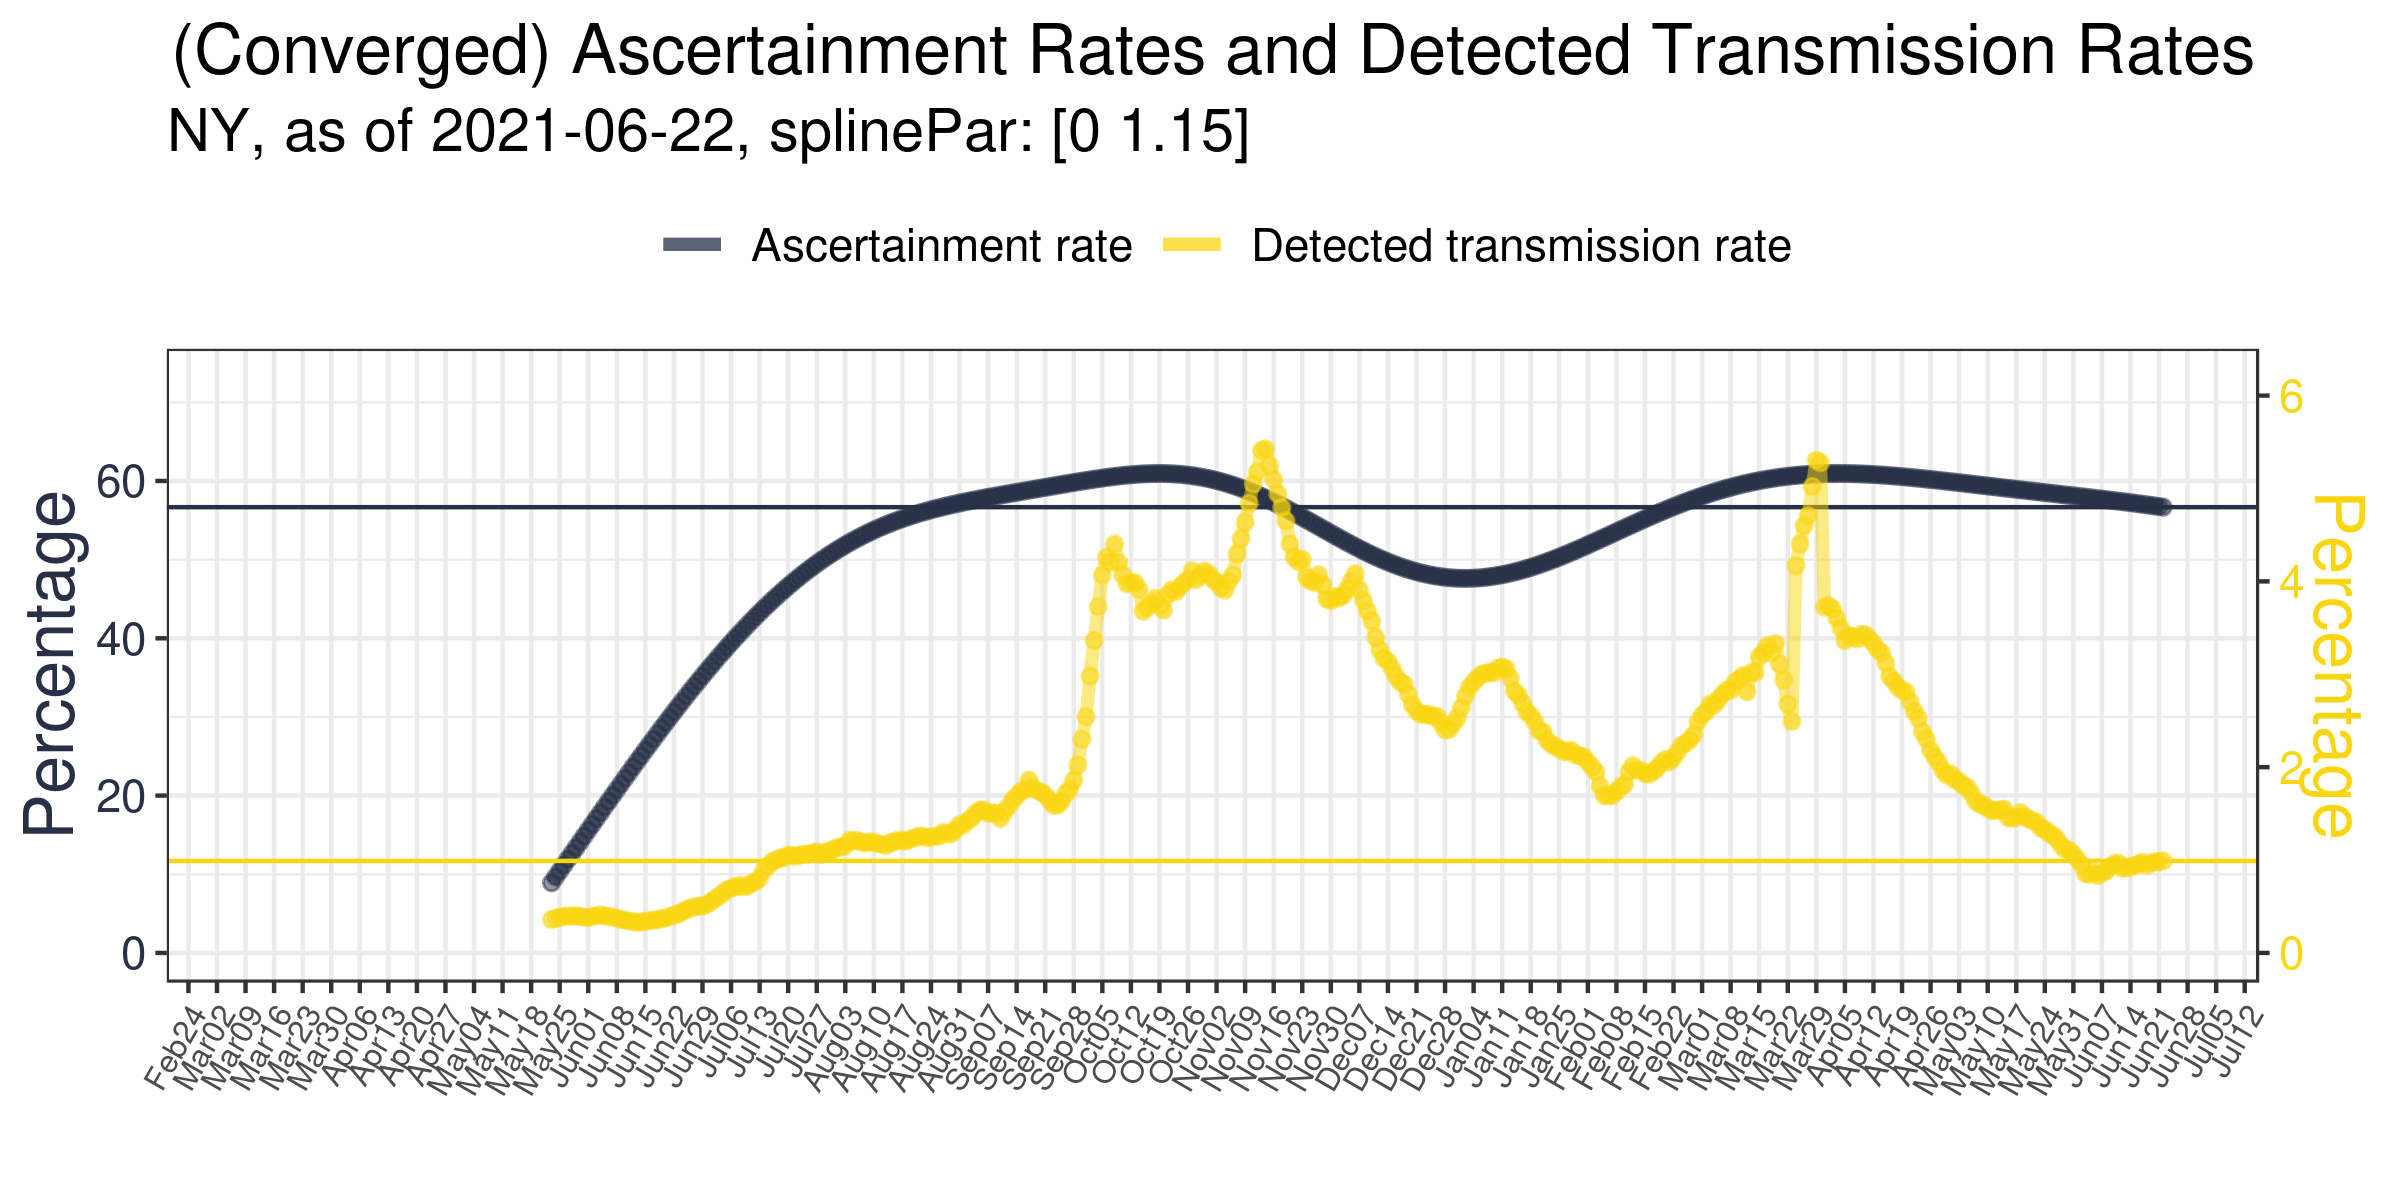 (Converged) Ascertainment Rates and Detected Transmission Rates
NY, as of 2021-06-22, splinePar: [0 1.15]
Ascertainment rate
Detected transmission rate
Percentage
60
40
20
0
6
4
2
0
Percentage
Feb24
Mar02
Mar09
Mar16
Mar23
Mar30
Apr06
Apr13
Apr20
Apr27
May04
May11
May18
May25
Jun01
Jun08
Jun15
Jun22
Jun29
Jul06
Jul13
Jul20
Jul27
Aug03
Aug10
Aug17
Aug24
Aug31
Sep07
Sep14
Sep21
Sep28
Oct05
Oct12
Oct19
Oct26
Nov02
Nov09
Nov16
Nov23
Nov30
Dec07
Dec14
Dec21
Dec28
Jan04
Jan11
Jan18
Jan25
Feb01
Feb08
Feb15
Feb22
Mar01
Mar08
Mar15
Mar22
Mar29
Apr05
Apr12
Apr19
Apr26
May03
May10
May17
May24
May31
Jun07
Jun14
Jun21
Jun28
Jul05
Jul12